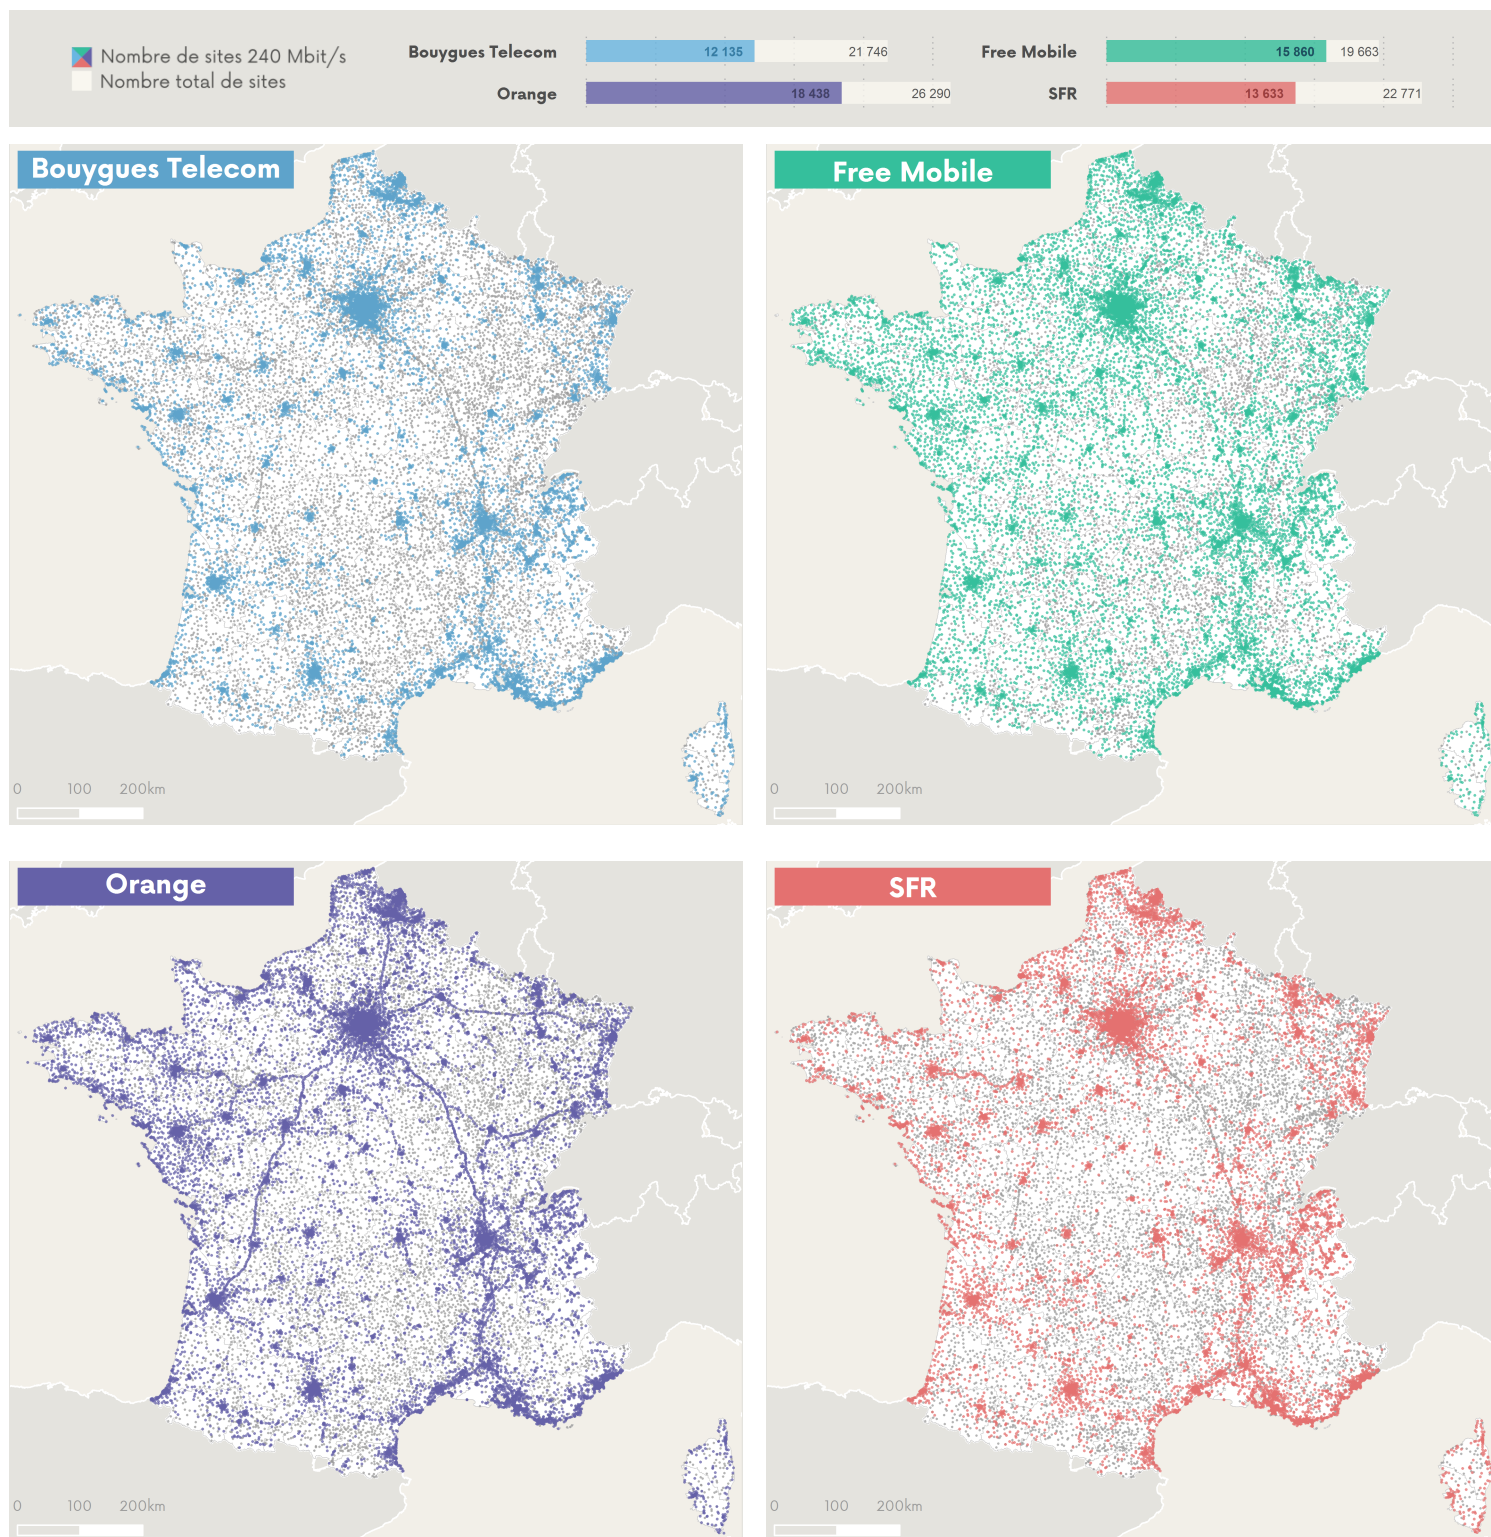 Nombre de sites 240 Mbit/s
Nombre total de sites
Bouygues Telecom 12 135 21 746
Orange 18 438 26 290
Free Mobile 15 860 19 663
SFR 13 633 22 771
Bouygues Telecom
0 100 200km
Free Mobile
0 100 200km
Orange
0 100 200km
SFR
0 100 200km